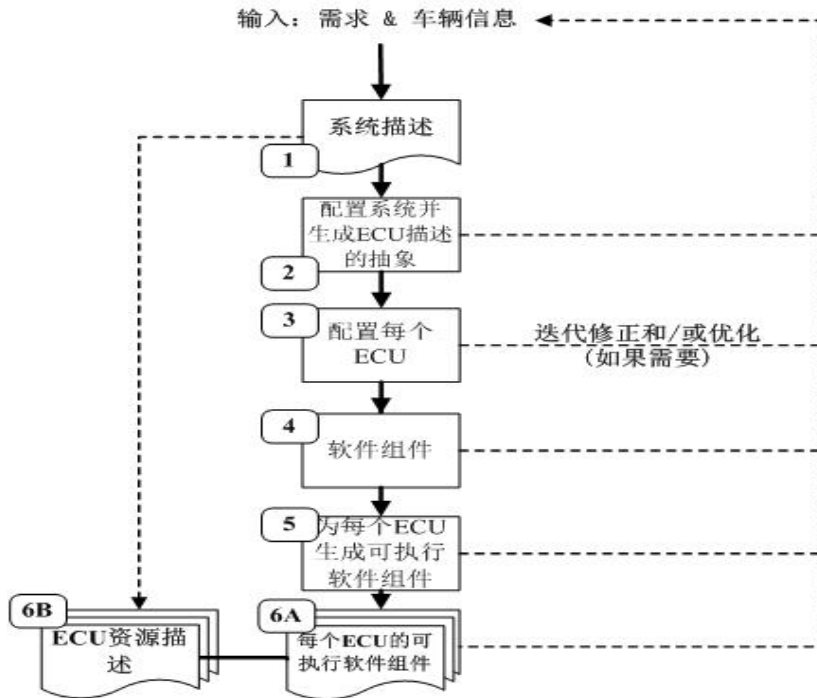 输入: 需求 & 车辆信息
系统描述
1
配置系统并
生成ECU描述
的抽象
2
3
配置每个
ECU
迭代修正和/或优化
(如果需要)
4
软件组件
5
为每个ECU
生成可执行
软件组件
6B
ECU资源描
述
6A
每个ECU的可
执行软件组件